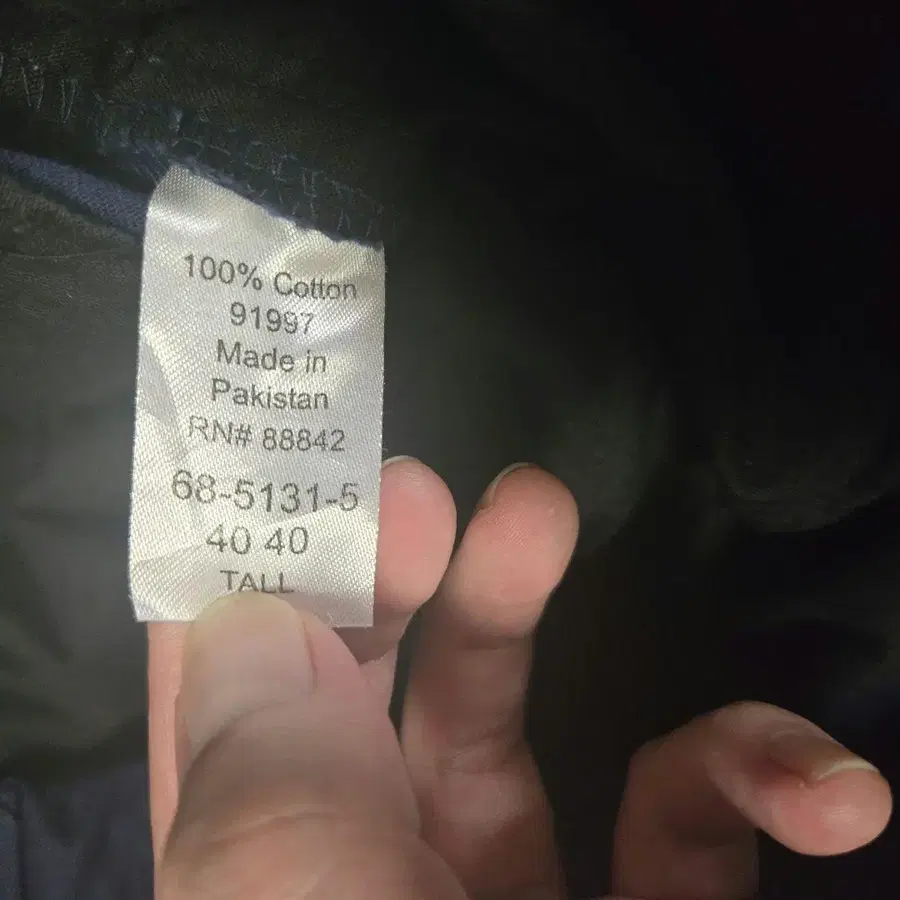 100% Cotton
91997
Made in
Pakistan
RN# 88842
68-5131-5
40 40
TALL